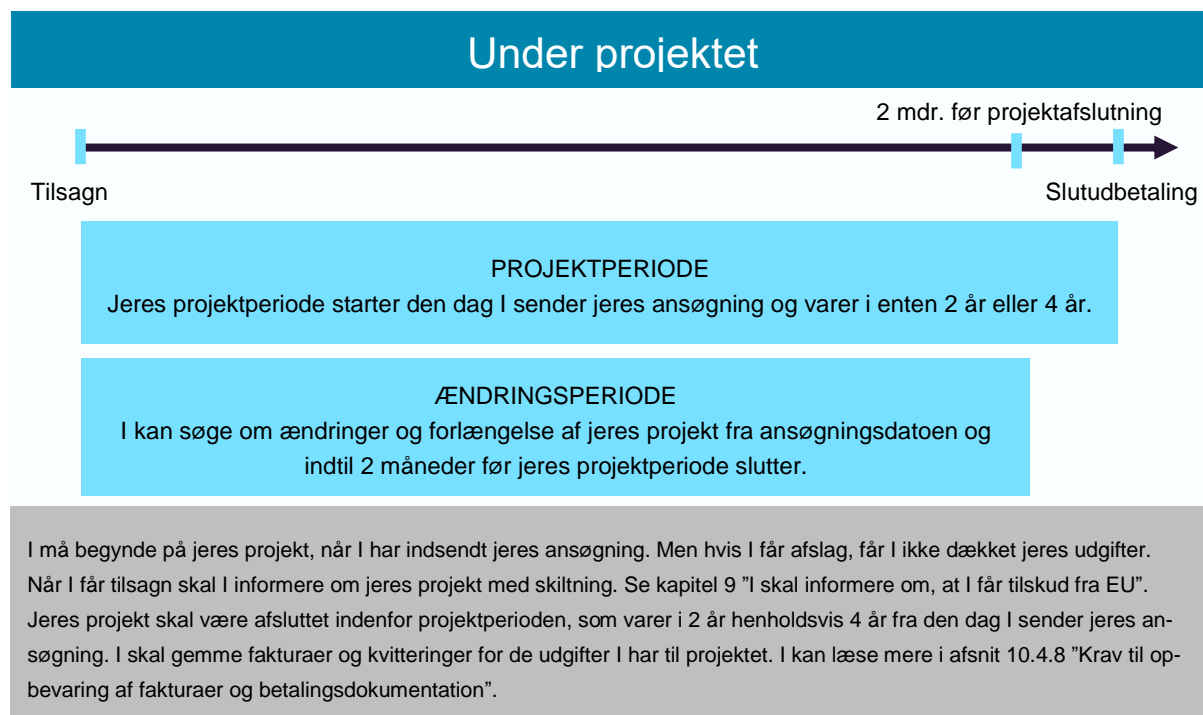 Under projektet
2 mdr. før projektafslutning
Tilsagn
Slutudbetaling
PROJEKTPERIODE
Jeres projektperiode starter den dag I sender jeres ansøgning og varer i enten 2 år eller 4 år.
ÆNDRINGSPERIODE
I kan søge om ændringer og forlængelse af jeres projekt fra ansøgningsdatoen og
indtil 2 måneder før jeres projektperiode slutter.
I må begynde på jeres projekt, når I har indsendt jeres ansøgning. Men hvis I får afslag, får I ikke dækket jeres udgifter.
Når I får tilsagn skal I informere om jeres projekt med skiltning. Se kapitel 9 ”I skal informere om, at I får tilskud fra EU”.
Jeres projekt skal være afsluttet indenfor projektperioden, som varer i 2 år henholdsvis 4 år fra den dag I sender jeres an-
søgning. I skal gemme fakturaer og kvitteringer for de udgifter I har til projektet. I kan læse mere i afsnit 10.4.8 ”Krav til op-
bevaring af fakturaer og betalingsdokumentation”.